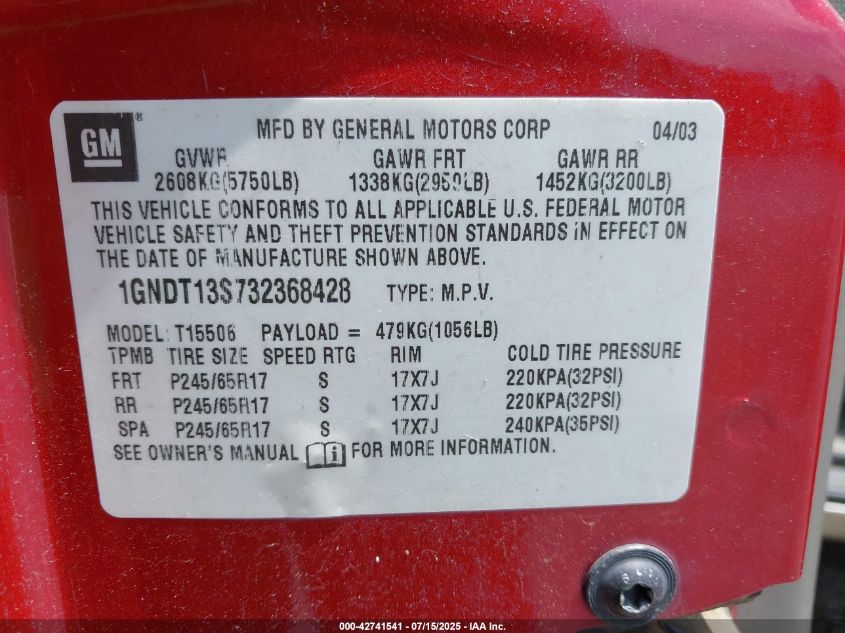 GM®
MFD BY GENERAL MOTORS CORP 04/03
GVWR GAWR FRT GAWR RR
2608KG(5750LB) 1338KG(2950LB) 1452KG(3200LB)
THIS VEHICLE CONFORMS TO ALL APPLICABLE U.S. FEDERAL MOTOR
VEHICLE SAFETY AND THEFT PREVENTION STANDARDS IN EFFECT ON
THE DATE OF MANUFACTURE SHOWN ABOVE.
1GNDT13S732368428 TYPE: M.P.V.
MODEL: T15506 PAYLOAD = 479KG(1056LB)
TPMB TIRE SIZE SPEED RTG RIM COLD TIRE PRESSURE
FRT P245/65R17 S 17X7J 220KPA(32PSI)
RR P245/65R17 S 17X7J 220KPA(32PSI)
SPA P245/65R17 S 17X7J 240KPA(35PSI)
SEE OWNER'S MANUAL i FOR MORE INFORMATION.
000-42741541 / 07/15/2025 - IAA Inc.